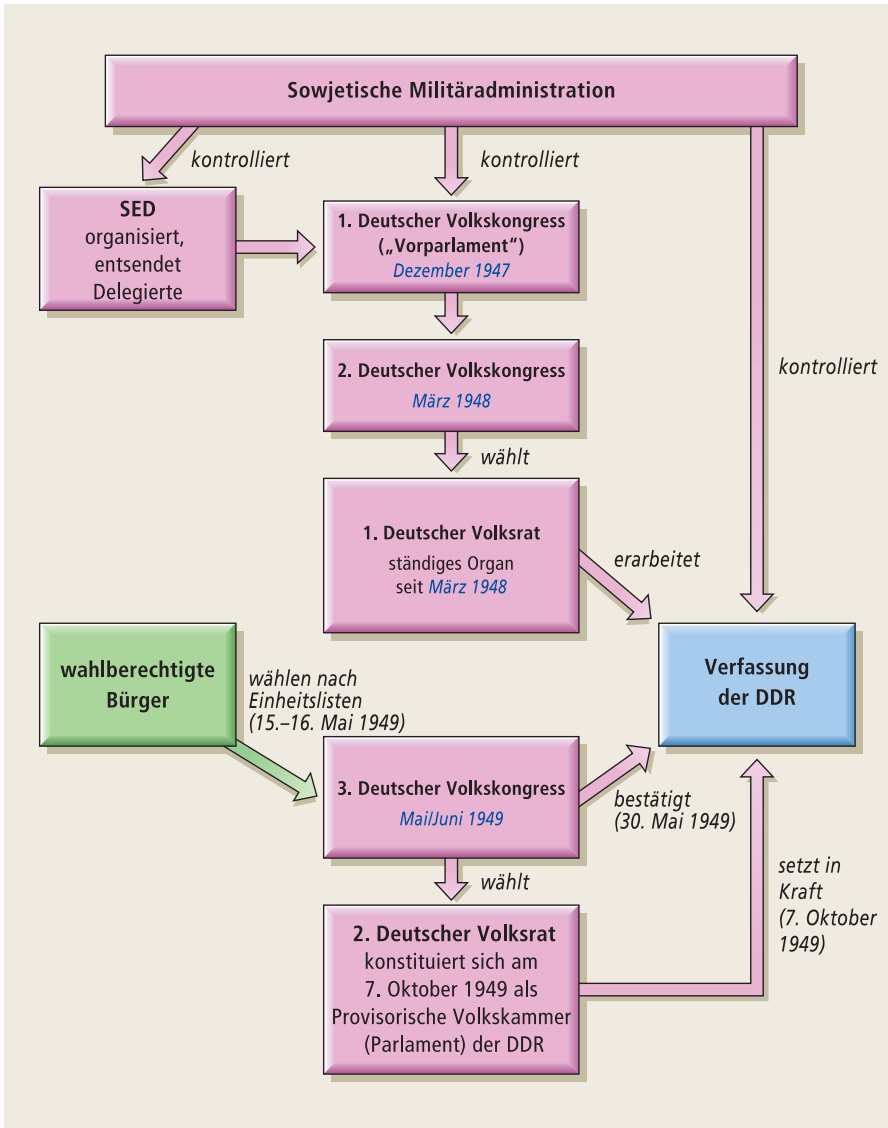 Sowjetische Militäradministration
kontrolliert
kontrolliert
SED
organisiert,
entsendet
Delegierte
1. Deutscher Volkskongress
(„Vorparlament“)
Dezember 1947
2. Deutscher Volkskongress
März 1948
kontrolliert
wählt
1. Deutscher Volksrat
ständiges Organ
seit März 1948
erarbeitet
wahlberechtigte
Bürger
wählen nach
Einheitslisten
(15.–16. Mai 1949)
Verfassung
der DDR
3. Deutscher Volkskongress
Mai/Juni 1949
bestätigt
(30. Mai 1949)
wählt
setzt in
Kraft
(7. Oktober
1949)
2. Deutscher Volksrat
konstituiert sich am
7. Oktober 1949 als
Provisorische Volkskammer
(Parlament) der DDR